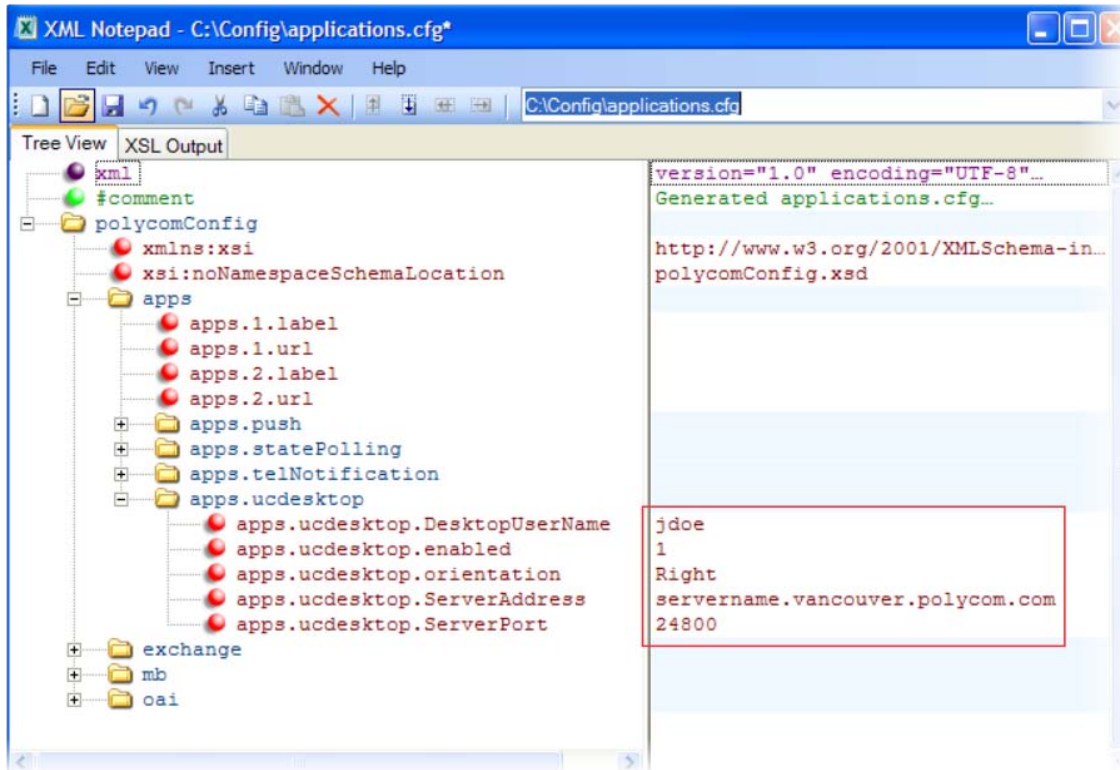 XML Notepad - C:\Config\applications.cfg*
File Edit View Insert Window Help
C:\Config\applications.cfg
Tree View XSL Output
xml version="1.0" encoding="UTF-8"…
#comment Generated applications.cfg…
polycomConfig
xmlns:xsi http://www.w3.org/2001/XMLSchema-in…
xsi:noNamespaceSchemaLocation polycomConfig.xsd
apps
apps.1.label
apps.1.url
apps.2.label
apps.2.url
apps.push
apps.statePolling
apps.telNotification
apps.ucdesktop
apps.ucdesktop.DesktopUserName jdoe
apps.ucdesktop.enabled 1
apps.ucdesktop.orientation Right
apps.ucdesktop.ServerAddress servername.vancouver.polycom.com
apps.ucdesktop.ServerPort 24800
exchange
mb
oai